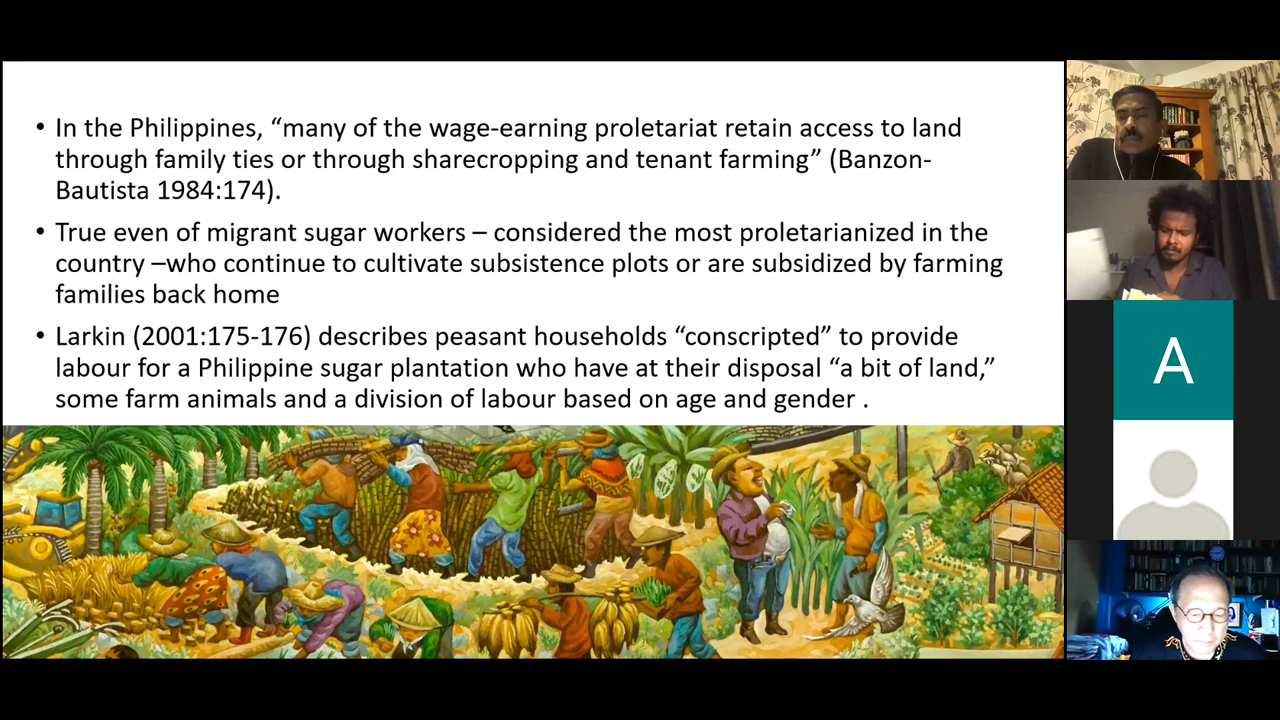 • In the Philippines, “many of the wage-earning proletariat retain access to land
through family ties or through sharecropping and tenant farming” (Banzon-
Bautista 1984:174).
• True even of migrant sugar workers – considered the most proletarianized in the
country –who continue to cultivate subsistence plots or are subsidized by farming
families back home
• Larkin (2001:175-176) describes peasant households “conscripted” to provide
labour for a Philippine sugar plantation who have at their disposal “a bit of land,”
some farm animals and a division of labour based on age and gender .
A